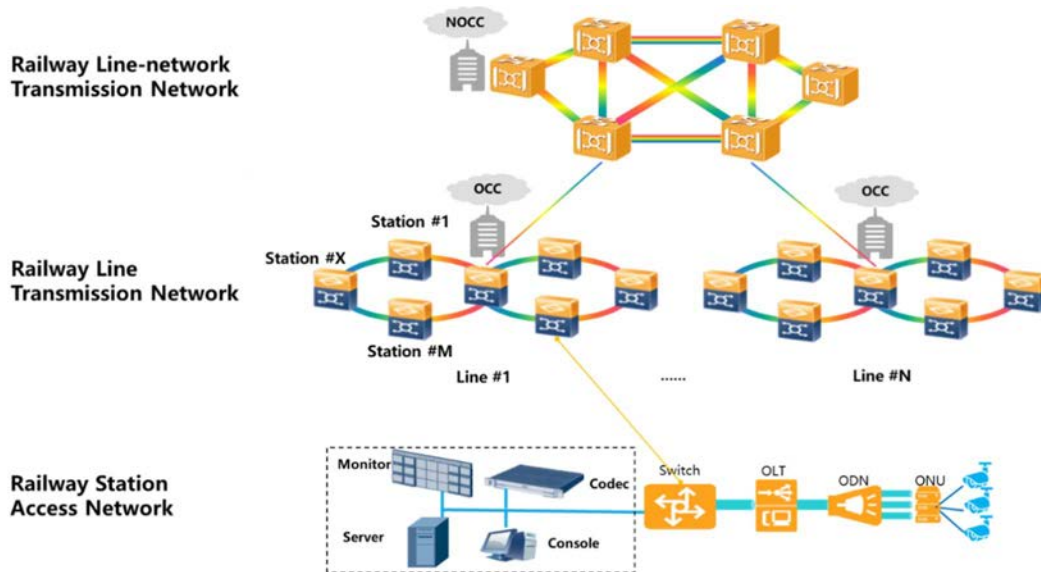 NOCC
Railway Line-network
Transmission Network
OCC
OCC
Station #1
Station #X
Railway Line
Transmission Network
Station #M
Line #1
......
Line #N
Monitor
Codec
Switch
OLT
ODN
ONU
Railway Station
Access Network
Server
Console